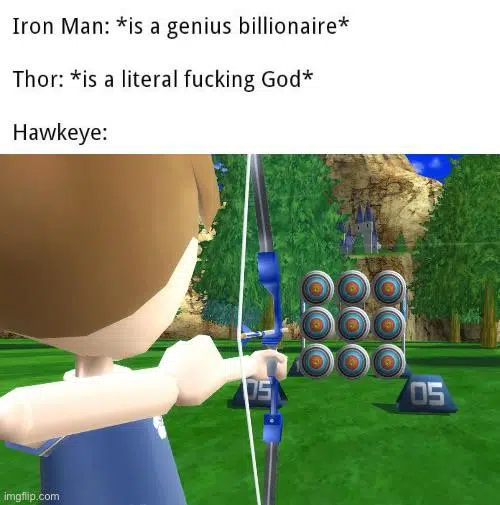 Iron Man: *is a genius billionaire*
Thor: *is a literal fucking God*
Hawkeye:
05
05
imgflip.com